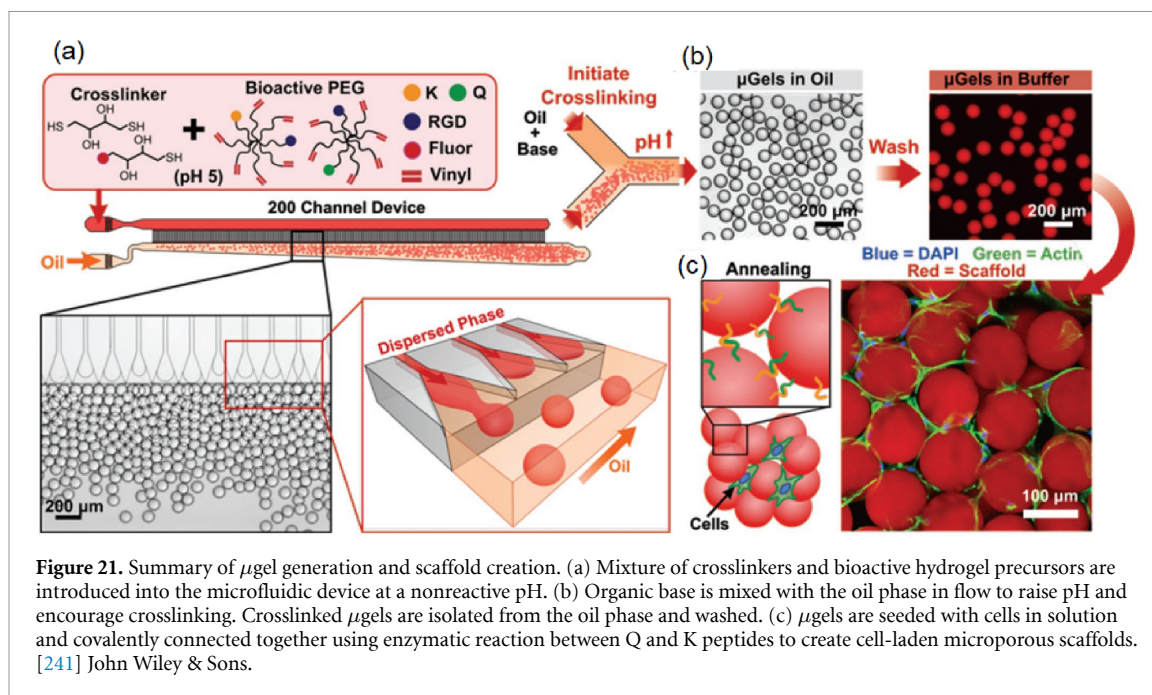 (a)
Crosslinker
OH
HS
SH
OH
OH
SH
OH
+
(pH 5)
Bioactive PEG
K
Q
RGD
Fluor
Vinyl
200 Channel Device
Oil
Initiate
Crosslinking
Oil
+
Base
pH
(b)
μGels in Oil
200 μm
Wash
μGels in Buffer
200 μm
200 μm
Dispersed Phase
Oil
(c)
Annealing
Cells
Blue = DAPI Green = Actin
Red = Scaffold
100 μm
Figure 21. Summary of μgel generation and scaffold creation. (a) Mixture of crosslinkers and bioactive hydrogel precursors are
introduced into the microfluidic device at a nonreactive pH. (b) Organic base is mixed with the oil phase in flow to raise pH and
encourage crosslinking. Crosslinked μgels are isolated from the oil phase and washed. (c) μgels are seeded with cells in solution
and covalently connected together using enzymatic reaction between Q and K peptides to create cell-laden microporous scaffolds.
[241] John Wiley & Sons.